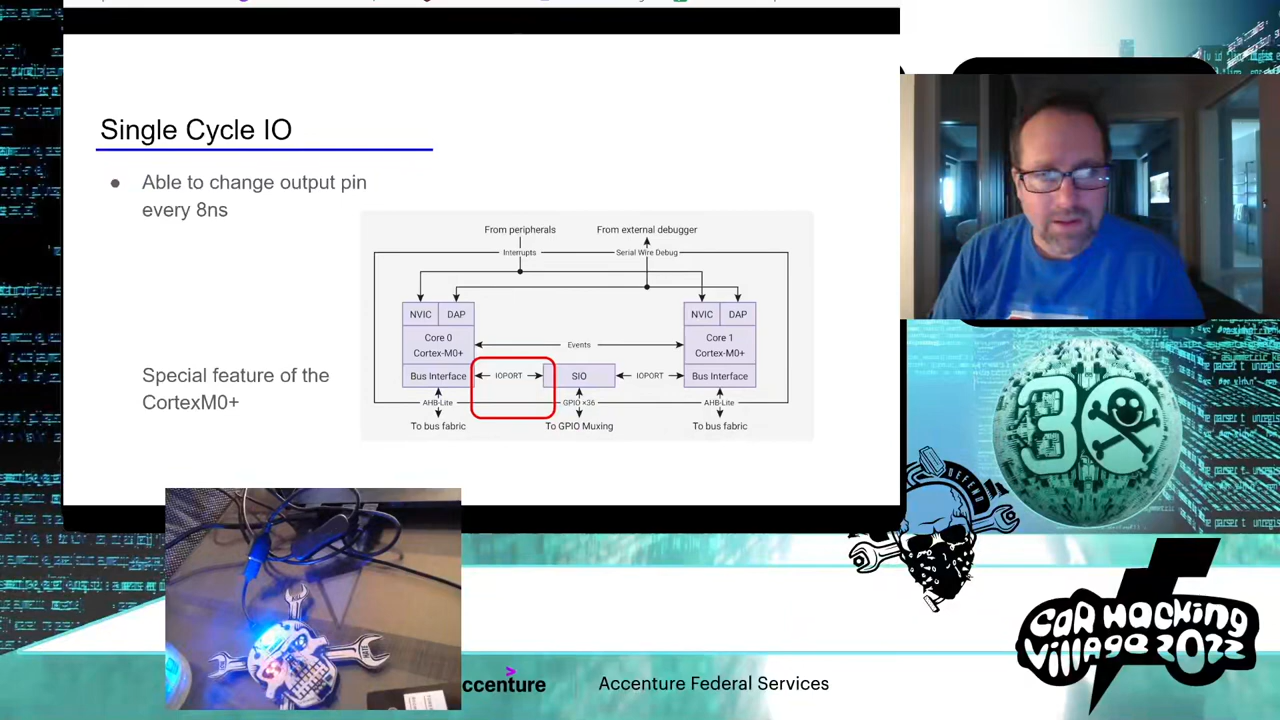 Single Cycle IO
● Able to change output pin
every 8ns
Special feature of the
CortexM0+
From peripherals
From external debugger
Interrupts
Serial Wire Debug
NVIC
DAP
NVIC
DAP
Core 0
Cortex-M0+
Events
Core 1
Cortex-M0+
Bus Interface
IOPORT
SIO
IOPORT
Bus Interface
AHB-Lite
GPIO ×36
AHB-Lite
To bus fabric
To GPIO Muxing
To bus fabric
DEFEND
30
CAR HACKING
VILLAGE 2022
accenture
Accenture Federal Services